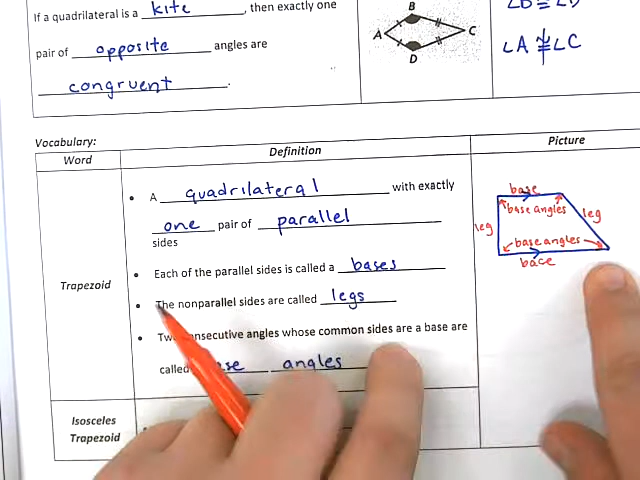 If a quadrilateral is a kite, then exactly one
pair of opposite angles are
congruent.
B
A
C
D
∠B ≅ ∠D
∠A ≇ ∠C
Vocabulary:
Word
Definition
Picture
Trapezoid
• A quadrilateral with exactly
one pair of parallel
sides
• Each of the parallel sides is called a bases
• The nonparallel sides are called legs
• Two consecutive angles whose common sides are a base are
called base angles
base
base angles
leg
leg
base angles
bace
Isosceles
Trapezoid